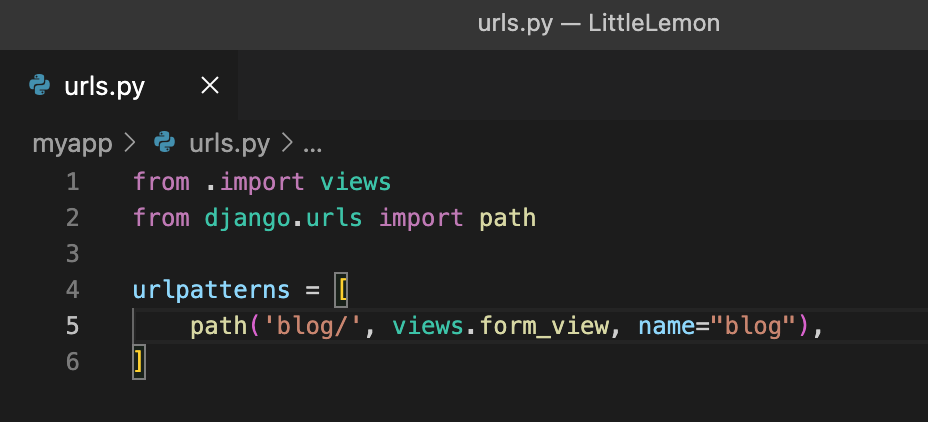 urls.py — LittleLemon
urls.py ×
myapp > urls.py > ...
1 from .import views
2 from django.urls import path
3
4 urlpatterns = [
5     path('blog/', views.form_view, name="blog"),
6 ]